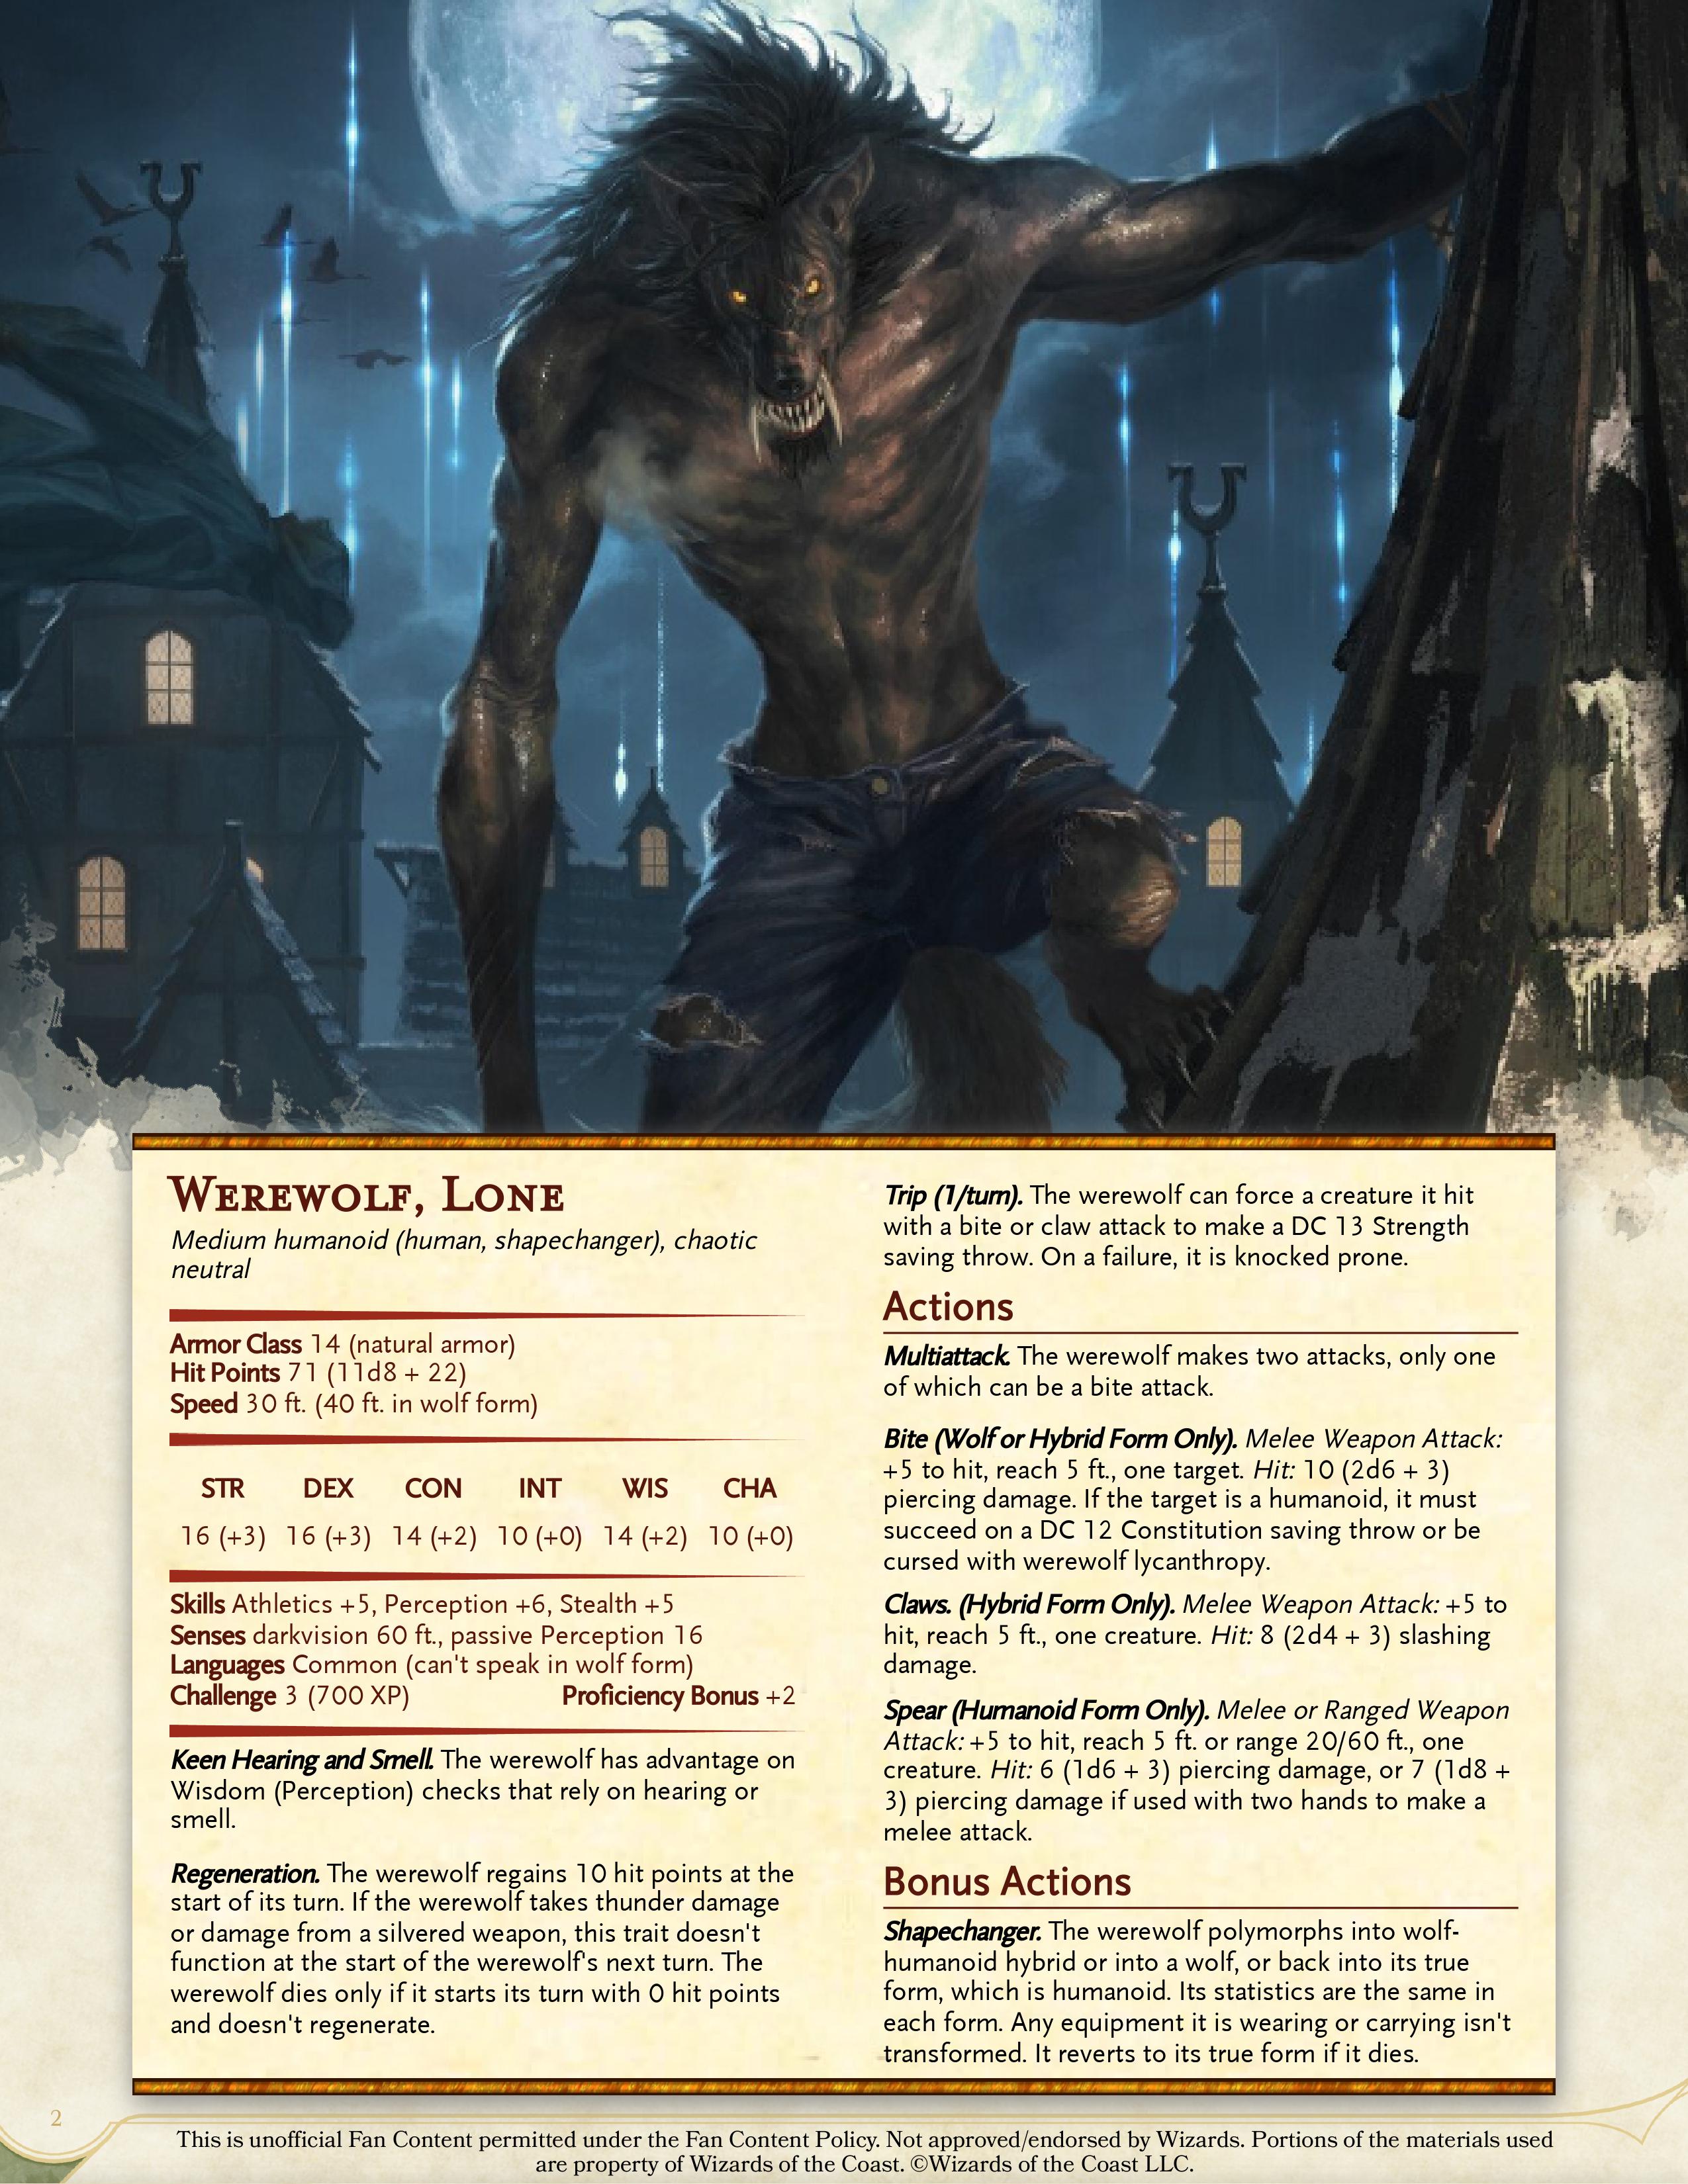 Werewolf, Lone
Medium humanoid (human, shapechanger), chaotic
neutral
Armor Class 14 (natural armor)
Hit Points 71 (11d8 + 22)
Speed 30 ft. (40 ft. in wolf form)
STR DEX CON INT WIS CHA
16 (+3) 16 (+3) 14 (+2) 10 (+0) 14 (+2) 10 (+0)
Skills Athletics +5, Perception +6, Stealth +5
Senses darkvision 60 ft., passive Perception 16
Languages Common (can't speak in wolf form)
Challenge 3 (700 XP) Proficiency Bonus +2
Keen Hearing and Smell. The werewolf has advantage on
Wisdom (Perception) checks that rely on hearing or
smell.
Regeneration. The werewolf regains 10 hit points at the
start of its turn. If the werewolf takes thunder damage
or damage from a silvered weapon, this trait doesn't
function at the start of the werewolf's next turn. The
werewolf dies only if it starts its turn with 0 hit points
and doesn't regenerate.
Trip (1/turn). The werewolf can force a creature it hit
with a bite or claw attack to make a DC 13 Strength
saving throw. On a failure, it is knocked prone.
Actions
Multiattack. The werewolf makes two attacks, only one
of which can be a bite attack.
Bite (Wolf or Hybrid Form Only). Melee Weapon Attack:
+5 to hit, reach 5 ft., one target. Hit: 10 (2d6 + 3)
piercing damage. If the target is a humanoid, it must
succeed on a DC 12 Constitution saving throw or be
cursed with werewolf lycanthropy.
Claws. (Hybrid Form Only). Melee Weapon Attack: +5 to
hit, reach 5 ft., one creature. Hit: 8 (2d4 + 3) slashing
damage.
Spear (Humanoid Form Only). Melee or Ranged Weapon
Attack: +5 to hit, reach 5 ft. or range 20/60 ft., one
creature. Hit: 6 (1d6 + 3) piercing damage, or 7 (1d8 +
3) piercing damage if used with two hands to make a
melee attack.
Bonus Actions
Shapechanger. The werewolf polymorphs into wolf-
humanoid hybrid or into a wolf, or back into its true
form, which is humanoid. Its statistics are the same in
each form. Any equipment it is wearing or carrying isn't
transformed. It reverts to its true form if it dies.
2
This is unofficial Fan Content permitted under the Fan Content Policy. Not approved/endorsed by Wizards. Portions of the materials used
are property of Wizards of the Coast. ©Wizards of the Coast LLC.